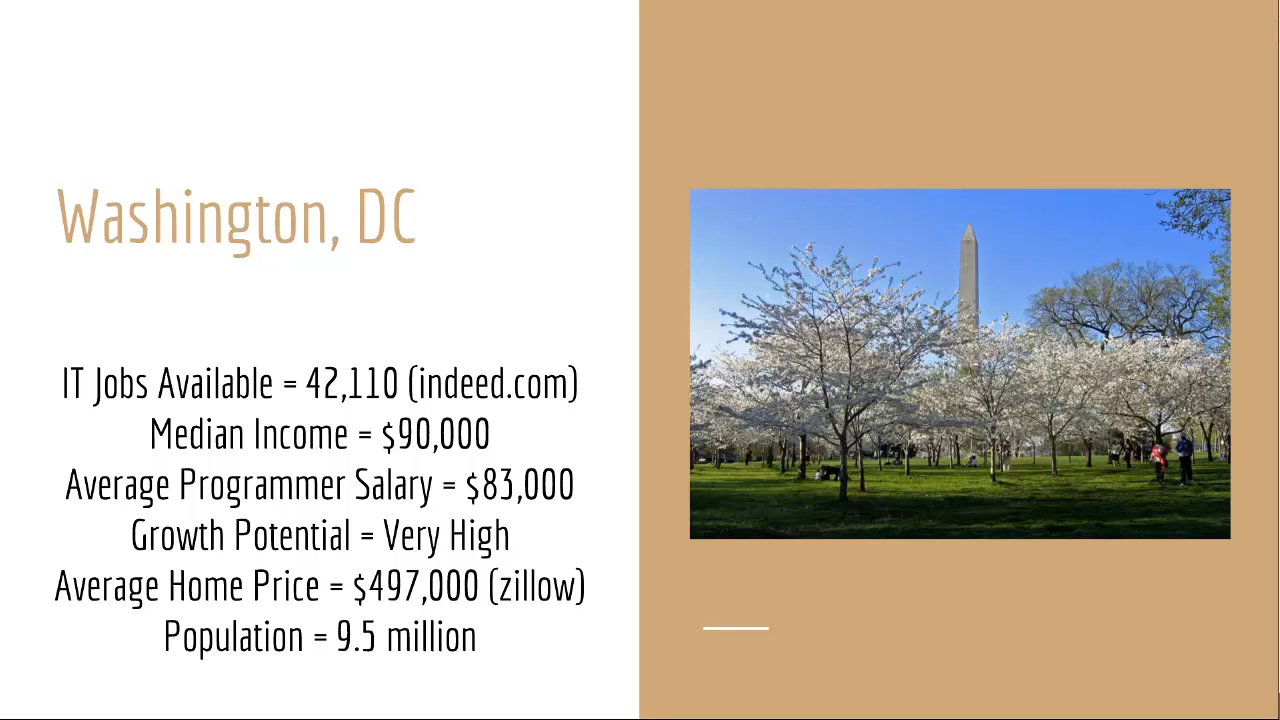 Washington, DC
IT Jobs Available = 42,110 (indeed.com)
Median Income = $90,000
Average Programmer Salary = $83,000
Growth Potential = Very High
Average Home Price = $497,000 (zillow)
Population = 9.5 million